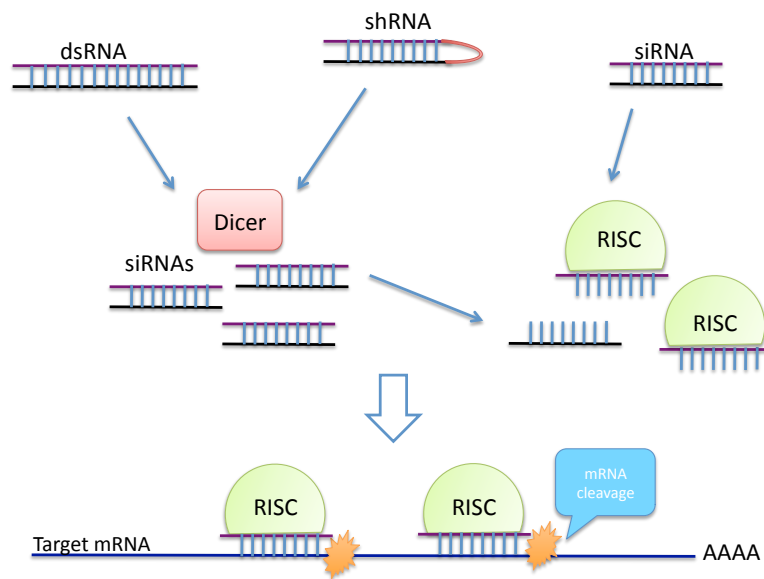 dsRNA
shRNA
siRNA
Dicer
siRNAs
RISC
RISC
RISC
RISC
mRNA
cleavage
Target mRNA
AAAA